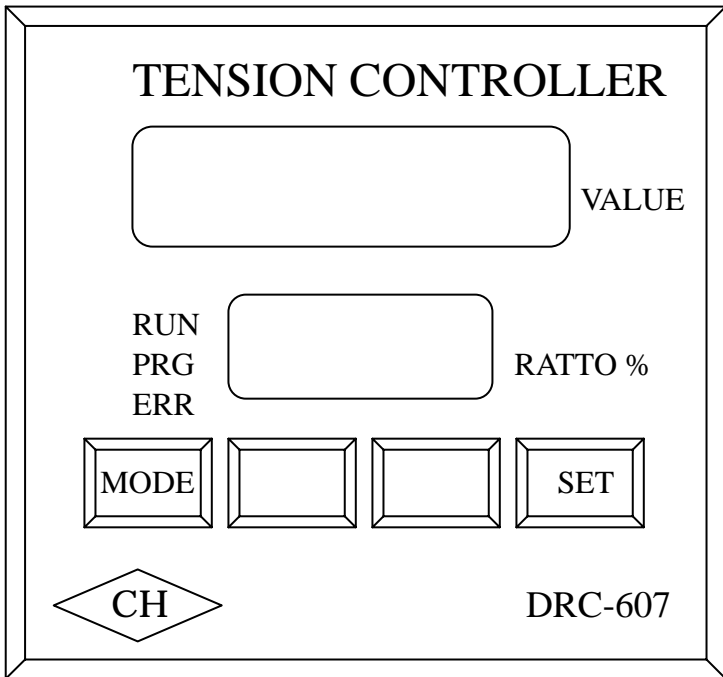 TENSION CONTROLLER
VALUE
RUN
PRG
RATTO %
ERR
MODE
SET
CH
DRC-607